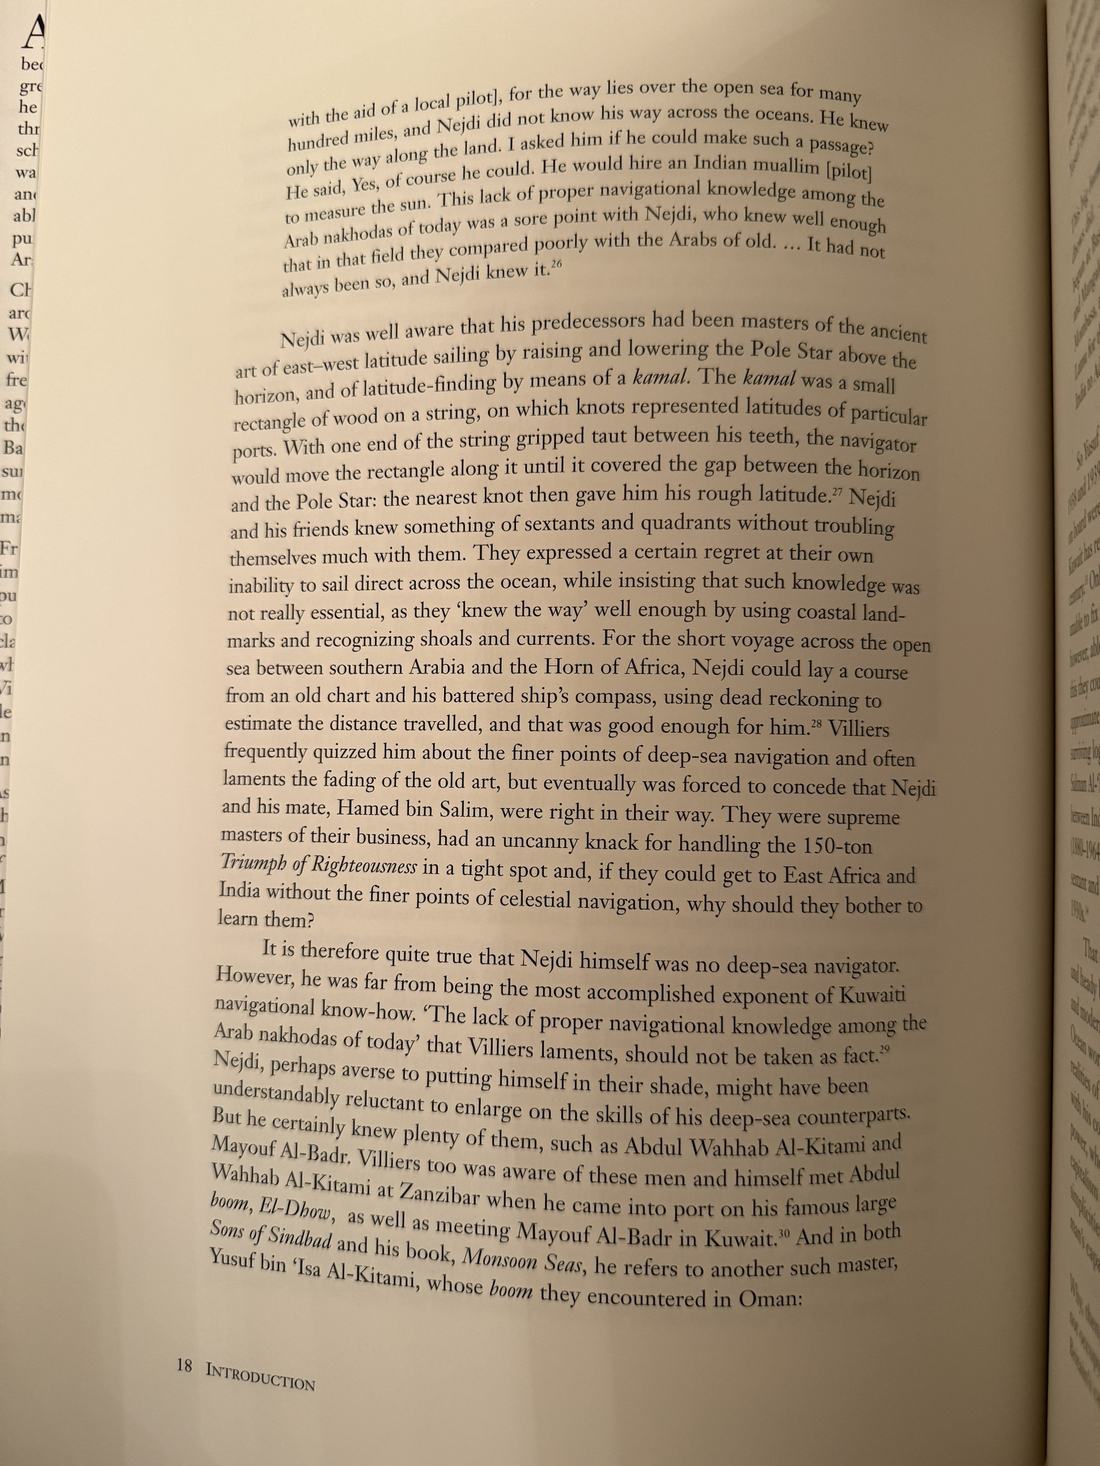 with the aid of a local pilot], for the way lies over the open sea for many
hundred miles, and Nejdi did not know his way across the oceans. He knew
only the way along the land. I asked him if he could make such a passage?
He said, Yes, of course he could. He would hire an Indian muallim [pilot]
to measure the sun. This lack of proper navigational knowledge among the
Arab nakhodas of today was a sore point with Nejdi, who knew well enough
that in that field they compared poorly with the Arabs of old. … It had not
always been so, and Nejdi knew it.²⁶
Nejdi was well aware that his predecessors had been masters of the ancient
art of east–west latitude sailing by raising and lowering the Pole Star above the
horizon, and of latitude-finding by means of a kamal. The kamal was a small
rectangle of wood on a string, on which knots represented latitudes of particular
ports. With one end of the string gripped taut between his teeth, the navigator
would move the rectangle along it until it covered the gap between the horizon
and the Pole Star: the nearest knot then gave him his rough latitude.²⁷ Nejdi
and his friends knew something of sextants and quadrants without troubling
themselves much with them. They expressed a certain regret at their own
inability to sail direct across the ocean, while insisting that such knowledge was
not really essential, as they ‘knew the way’ well enough by using coastal land-
marks and recognizing shoals and currents. For the short voyage across the open
sea between southern Arabia and the Horn of Africa, Nejdi could lay a course
from an old chart and his battered ship’s compass, using dead reckoning to
estimate the distance travelled, and that was good enough for him.²⁸ Villiers
frequently quizzed him about the finer points of deep-sea navigation and often
laments the fading of the old art, but eventually was forced to concede that Nejdi
and his mate, Hamed bin Salim, were right in their way. They were supreme
masters of their business, had an uncanny knack for handling the 150-ton
Triumph of Righteousness in a tight spot and, if they could get to East Africa and
India without the finer points of celestial navigation, why should they bother to
learn them?
It is therefore quite true that Nejdi himself was no deep-sea navigator.
However, he was far from being the most accomplished exponent of Kuwaiti
navigational know-how. ‘The lack of proper navigational knowledge among the
Arab nakhodas of today’ that Villiers laments, should not be taken as fact.²⁹
Nejdi, perhaps averse to putting himself in their shade, might have been
understandably reluctant to enlarge on the skills of his deep-sea counterparts.
But he certainly knew plenty of them, such as Abdul Wahhab Al-Kitami and
Mayouf Al-Badr. Villiers too was aware of these men and himself met Abdul
Wahhab Al-Kitami at Zanzibar when he came into port on his famous large
boom, El-Dhow, as well as meeting Mayouf Al-Badr in Kuwait.³⁰ And in both
Sons of Sindbad and his book, Monsoon Seas, he refers to another such master,
Yusuf bin ‘Isa Al-Kitami, whose boom they encountered in Oman:
18 INTRODUCTION